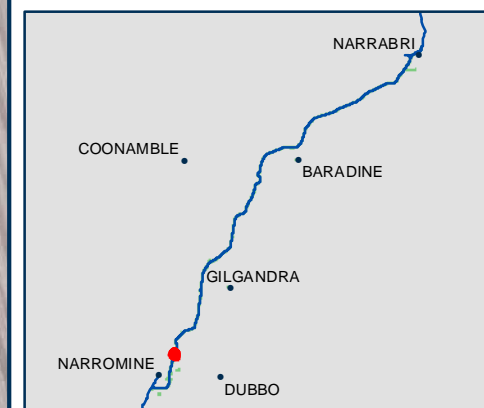 NARRABRI
COONAMBLE
BARADINE
GILGANDRA
NARROMINE
DUBBO